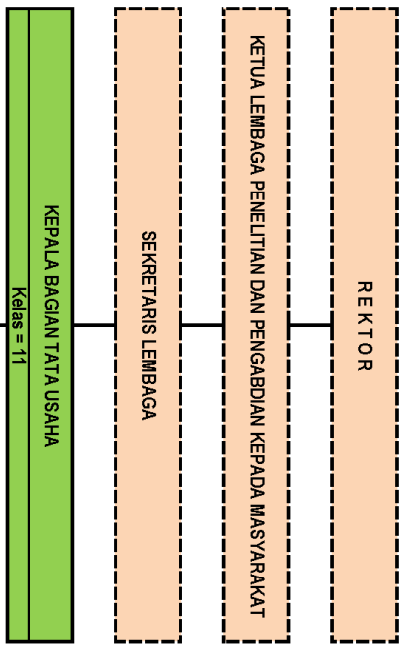 R E K T O R
KETUA LEMBAGA PENELITIAN DAN PENGABDIAN KEPADA MASYARAKAT
SEKRETARIS LEMBAGA
KEPALA BAGIAN TATA USAHA
Kelas = 11